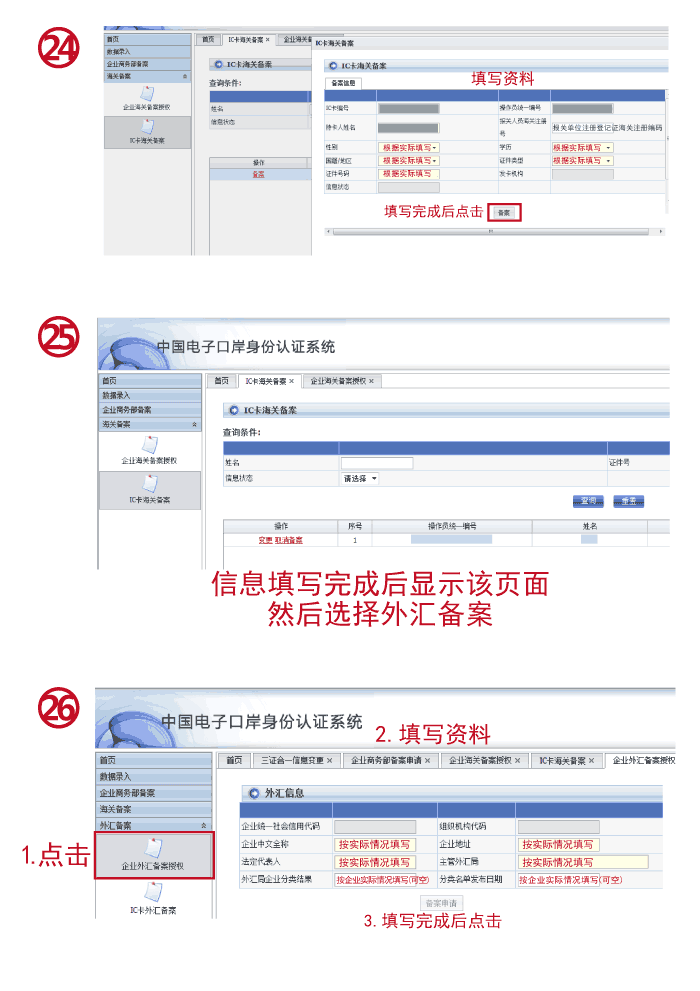 24
首页
数据录入
企业商务部备案
海关备案
企业海关备案授权
IC卡海关备案
首页 IC卡海关备案 × 企业海关备
IC卡海关备案
查询条件:
姓名
信息状态
操作
备案
IC卡海关备案
IC卡海关备案
填写资料
备案信息
IC卡编号 操作员统一编号
持卡人姓名 报关人员海关注册号 报关单位注册登记证海关注册编码
性别 根据实际填写 学历 根据实际填写
国籍/地区 根据实际填写 证件类型 根据实际填写
证件号码 根据实际填写 发卡机构
信息状态
填写完成后点击 备案
25
中国电子口岸身份认证系统
首页
数据录入
企业商务部备案
海关备案
企业海关备案授权
IC卡海关备案
首页 IC卡海关备案 × 企业海关备案授权 ×
IC卡海关备案
查询条件:
姓名 证件号
信息状态 请选择
查询 重置
操作 序号 操作员统一编号 姓名
变更 取消备案 1
信息填写完成后显示该页面
然后选择外汇备案
26
中国电子口岸身份认证系统
2.填写资料
首页
数据录入
企业商务部备案
海关备案
外汇备案
1.点击
企业外汇备案授权
IC卡外汇备案
首页 三证合一信息变更 × 企业商务部备案申请 × 企业海关备案授权 × IC卡海关备案 × 企业外汇备案授权
外汇信息
企业统一社会信用代码 组织机构代码
企业中文全称 按实际情况填写 企业地址 按实际情况填写
法定代表人 按实际情况填写 主管外汇局 按实际情况填写
外汇局企业分类结果 按企业实际情况填写(可空) 分类名单发布日期 按企业实际情况填写(可空)
备案申请
3.填写完成后点击